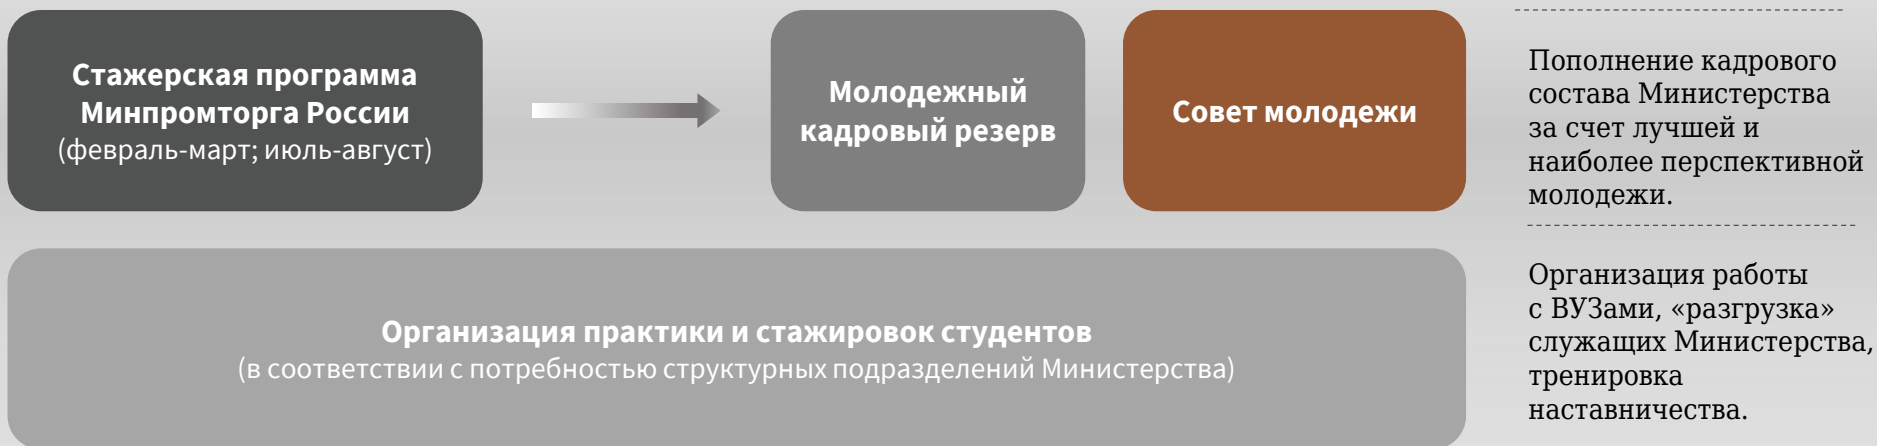 Стажерская программа
Минпромторга России
(февраль-март; июль-август)
Молодежный
кадровый резерв
Совет молодежи
Пополнение кадрового
состава Министерства
за счет лучшей и
наиболее перспективной
молодежи.
Организация практики и стажировок студентов
(в соответствии с потребностью структурных подразделений Министерства)
Организация работы
с ВУЗами, «разгрузка»
служащих Министерства,
тренировка
наставничества.